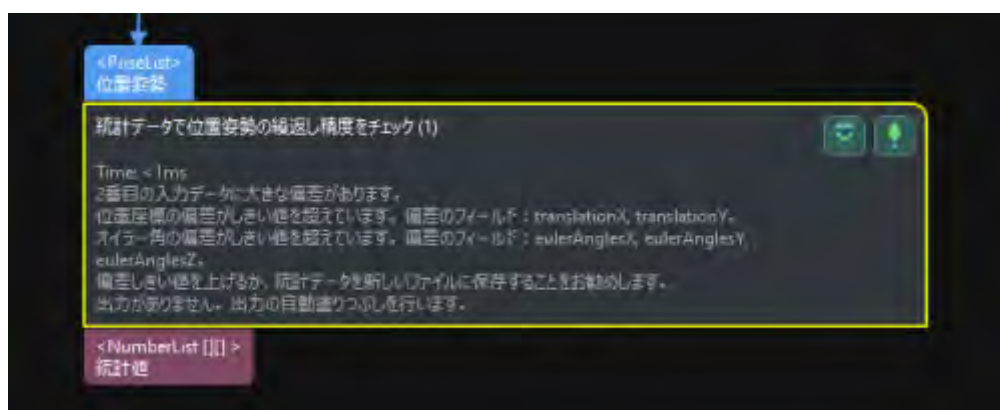 <PoseList>
位置姿勢
統計データで位置姿勢の繰返し精度をチェック (1)
Time: < 1ms
2番目の入力データに大きな偏差があります。
位置座標の偏差がしきい値を超えています。偏差のフィールド：translationX, translationY。
オイラー角の偏差がしきい値を超えています。偏差のフィールド：eulerAnglesX, eulerAnglesY,
eulerAnglesZ。
偏差しきい値を上げるか、統計データを新しいファイルに保存することをお勧めします。
出力がありません。出力の自動塗りつぶしを行います。
<NumberList [][] >
統計値